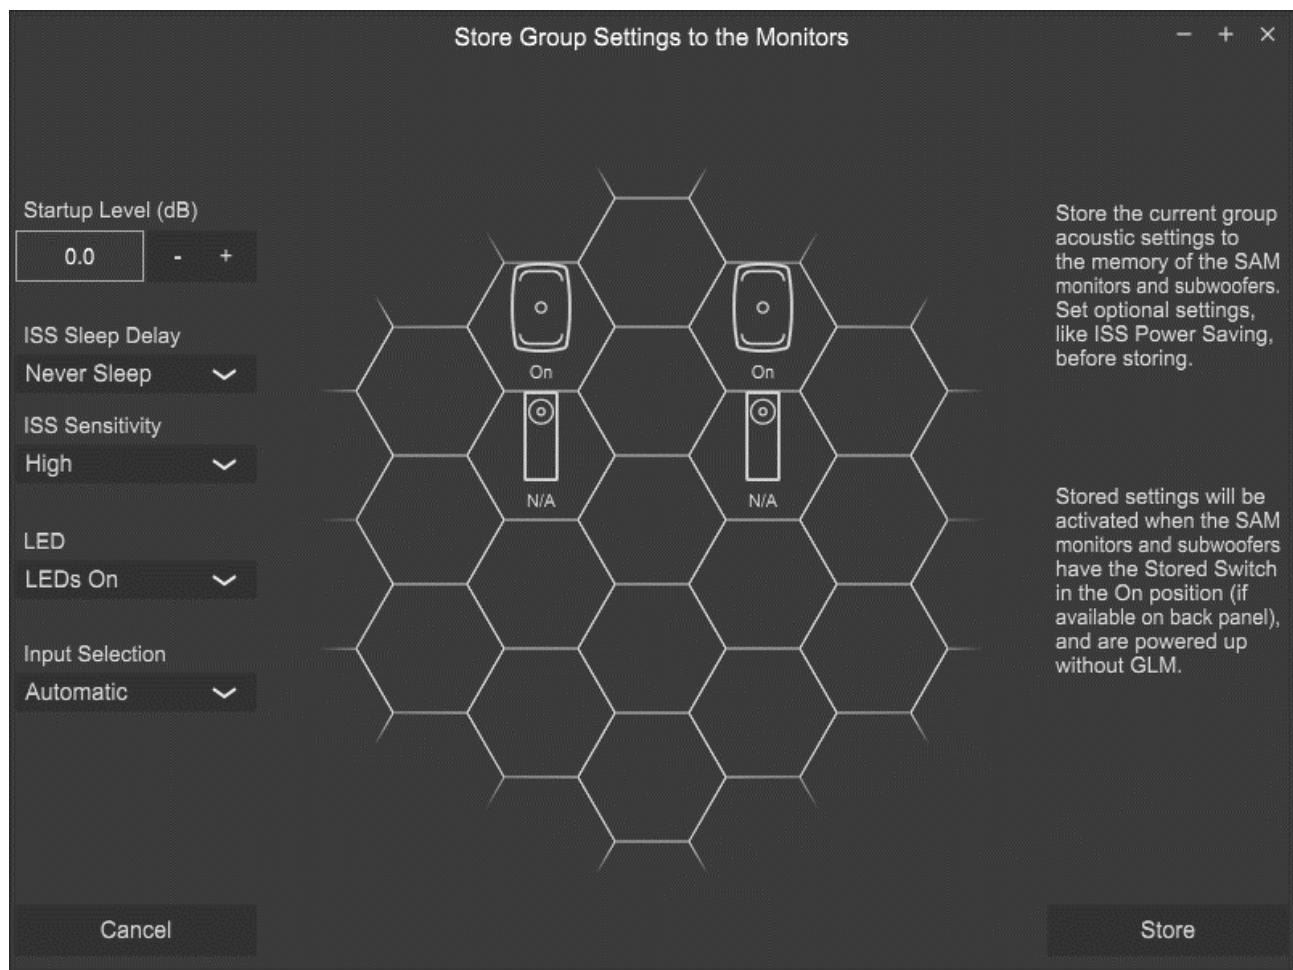 Store Group Settings to the Monitors
Startup Level (dB)
0.0 - +
ISS Sleep Delay
Never Sleep
ISS Sensitivity
High
LED
LEDs On
Input Selection
Automatic
On
On
N/A
N/A
Store the current group
acoustic settings to
the memory of the SAM
monitors and subwoofers.
Set optional settings,
like ISS Power Saving,
before storing.
Stored settings will be
activated when the SAM
monitors and subwoofers
have the Stored Switch
in the On position (if
available on back panel),
and are powered up
without GLM.
Cancel
Store